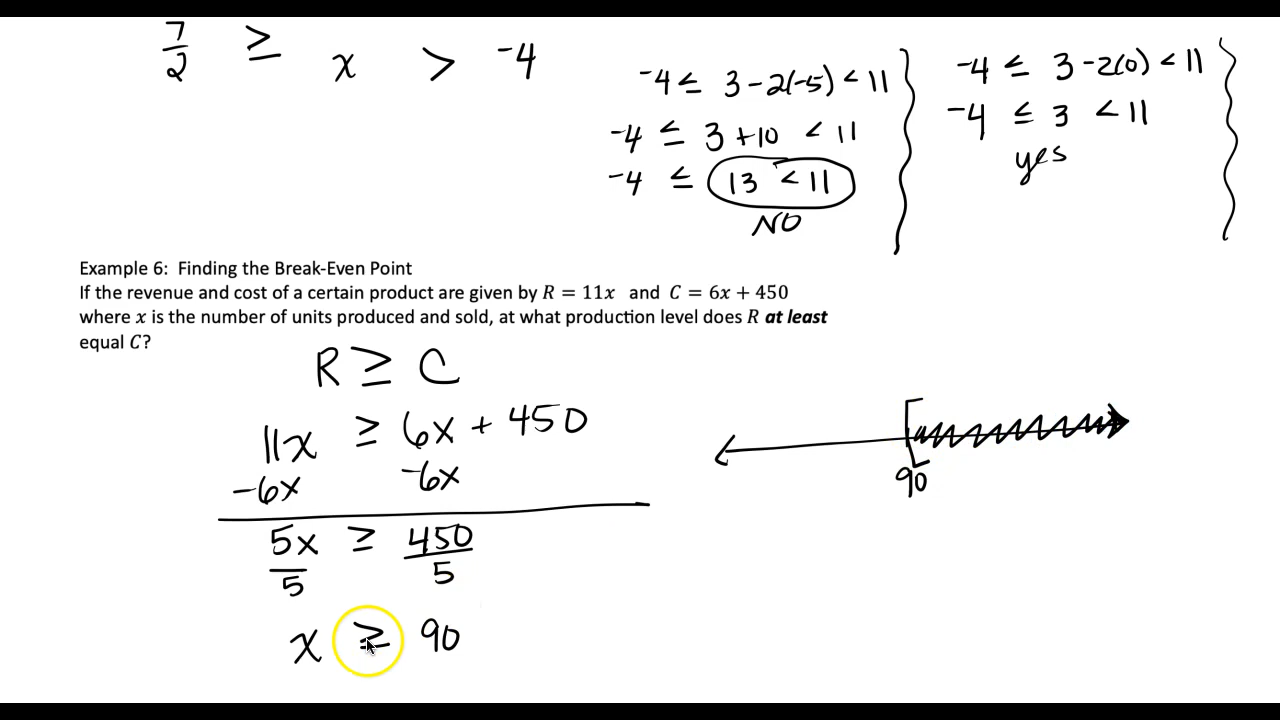 7/2 ≥ x > -4
-4 ≤ 3 - 2(-5) < 11
-4 ≤ 3 + 10 < 11
-4 ≤ 13 < 11
NO
-4 ≤ 3 - 2(0) < 11
-4 ≤ 3 < 11
yes
Example 6: Finding the Break-Even Point
If the revenue and cost of a certain product are given by R = 11x and C = 6x + 450
where x is the number of units produced and sold, at what production level does R at least
equal C?
R ≥ C
11x ≥ 6x + 450
-6x -6x
5x/5 ≥ 450/5
x ≥ 90
90